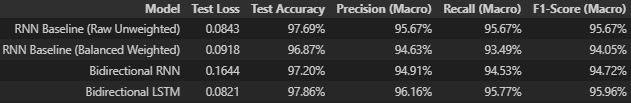 Model Test Loss Test Accuracy Precision (Macro) Recall (Macro) F1-Score (Macro)
RNN Baseline (Raw Unweighted) 0.0843 97.69% 95.67% 95.67% 95.67%
RNN Baseline (Balanced Weighted) 0.0918 96.87% 94.63% 93.49% 94.05%
Bidirectional RNN 0.1644 97.20% 94.91% 94.53% 94.72%
Bidirectional LSTM 0.0821 97.86% 96.16% 95.77% 95.96%